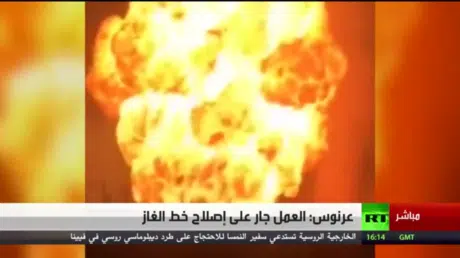 عرنوس: العمل جار على إصلاح خط الغاز
RT
مباشر
الخارجية الروسية تستدعي سفير النمسا للاحتجاج على طرد دبلوماسي روسي في فيينا
16:14 GMT